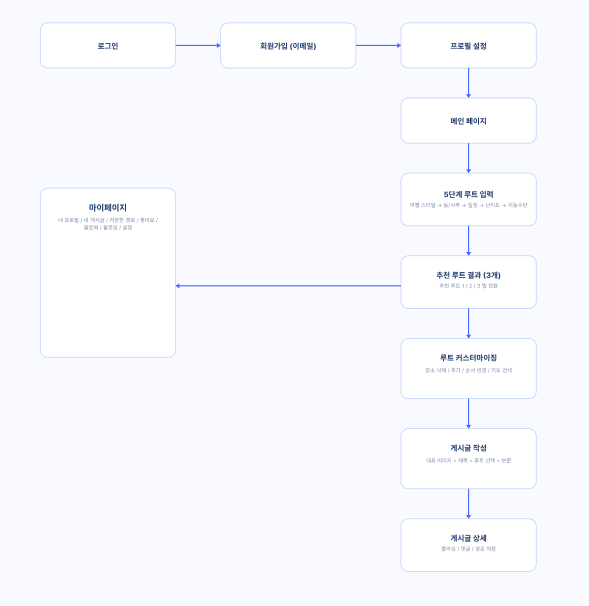 로그인
회원가입 (이메일)
프로필 설정
메인 페이지
5단계 루트 입력
여행 스타일 → 동/서부 → 일정 → 난이도 → 이동수단
마이페이지
내 프로필 / 내 게시글 / 저장한 경로 / 좋아요 /
팔로워 / 팔로잉 / 설정
추천 루트 결과 (3개)
추천 루트 1 / 2 / 3 탭 전환
루트 커스터마이징
장소 삭제 / 추가 / 순서 변경 / 지도 검색
게시글 작성
대표 이미지 + 제목 + 루트 선택 + 본문
게시글 상세
좋아요 / 댓글 / 경로 저장